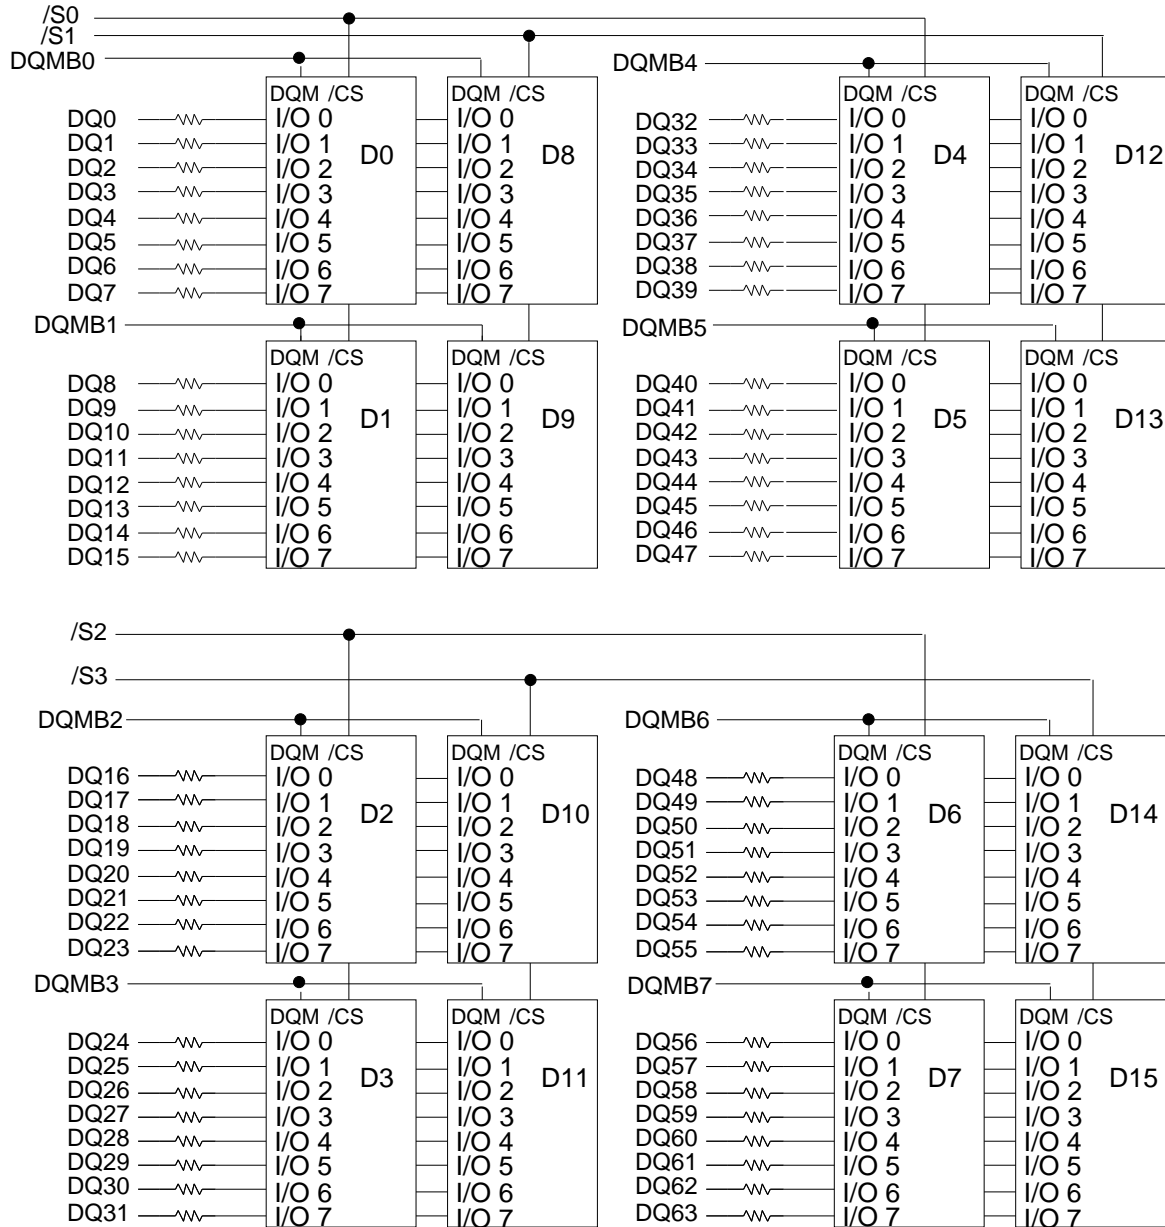 /S0
/S1
DQMB0
DQMB4
DQM /CS
DQM /CS
DQM /CS
DQM /CS
DQ0 I/O 0 I/O 0 DQ32 I/O 0 I/O 0
DQ1 I/O 1 I/O 1 DQ33 I/O 1 I/O 1
D0 D8 D4 D12
DQ2 I/O 2 I/O 2 DQ34 I/O 2 I/O 2
DQ3 I/O 3 I/O 3 DQ35 I/O 3 I/O 3
DQ4 I/O 4 I/O 4 DQ36 I/O 4 I/O 4
DQ5 I/O 5 I/O 5 DQ37 I/O 5 I/O 5
DQ6 I/O 6 I/O 6 DQ38 I/O 6 I/O 6
DQ7 I/O 7 I/O 7 DQ39 I/O 7 I/O 7
DQMB1
DQMB5
DQM /CS
DQM /CS
DQM /CS
DQM /CS
DQ8 I/O 0 I/O 0 DQ40 I/O 0 I/O 0
DQ9 I/O 1 I/O 1 DQ41 I/O 1 I/O 1
D1 D9 D5 D13
DQ10 I/O 2 I/O 2 DQ42 I/O 2 I/O 2
DQ11 I/O 3 I/O 3 DQ43 I/O 3 I/O 3
DQ12 I/O 4 I/O 4 DQ44 I/O 4 I/O 4
DQ13 I/O 5 I/O 5 DQ45 I/O 5 I/O 5
DQ14 I/O 6 I/O 6 DQ46 I/O 6 I/O 6
DQ15 I/O 7 I/O 7 DQ47 I/O 7 I/O 7
/S2
/S3
DQMB2
DQMB6
DQM /CS
DQM /CS
DQM /CS
DQM /CS
DQ16 I/O 0 I/O 0 DQ48 I/O 0 I/O 0
DQ17 I/O 1 I/O 1 DQ49 I/O 1 I/O 1
D2 D10 D6 D14
DQ18 I/O 2 I/O 2 DQ50 I/O 2 I/O 2
DQ19 I/O 3 I/O 3 DQ51 I/O 3 I/O 3
DQ20 I/O 4 I/O 4 DQ52 I/O 4 I/O 4
DQ21 I/O 5 I/O 5 DQ53 I/O 5 I/O 5
DQ22 I/O 6 I/O 6 DQ54 I/O 6 I/O 6
DQ23 I/O 7 I/O 7 DQ55 I/O 7 I/O 7
DQMB3
DQMB7
DQM /CS
DQM /CS
DQM /CS
DQM /CS
DQ24 I/O 0 I/O 0 DQ56 I/O 0 I/O 0
DQ25 I/O 1 I/O 1 DQ57 I/O 1 I/O 1
D3 D11 D7 D15
DQ26 I/O 2 I/O 2 DQ58 I/O 2 I/O 2
DQ27 I/O 3 I/O 3 DQ59 I/O 3 I/O 3
DQ28 I/O 4 I/O 4 DQ60 I/O 4 I/O 4
DQ29 I/O 5 I/O 5 DQ61 I/O 5 I/O 5
DQ30 I/O 6 I/O 6 DQ62 I/O 6 I/O 6
DQ31 I/O 7 I/O 7 DQ63 I/O 7 I/O 7